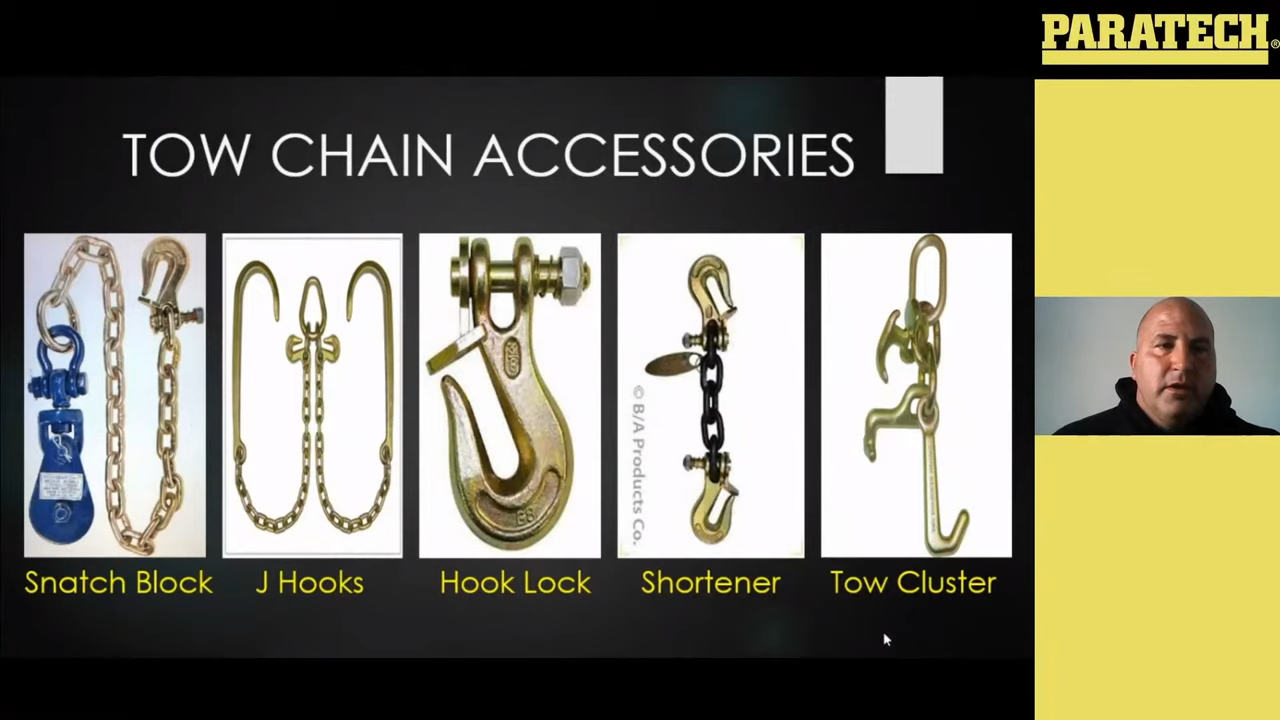 PARATECH®
TOW CHAIN ACCESSORIES
© B/A Products Co.
Snatch Block
J Hooks
Hook Lock
Shortener
Tow Cluster